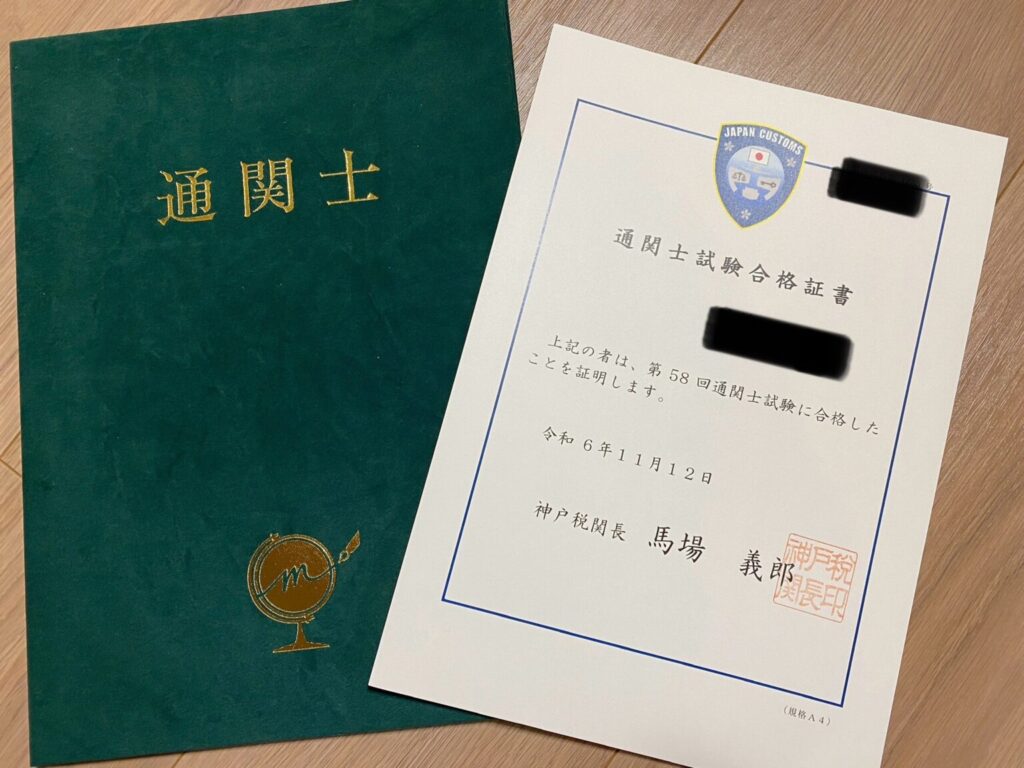 通関士
m
JAPAN CUSTOMS
通関士試験合格証書
上記の者は、第 58 回通関士試験に合格した
ことを証明します。
令和 6年11月12日
神戸税関長 馬場 義郎
神戸税
関長印
(規格A4)